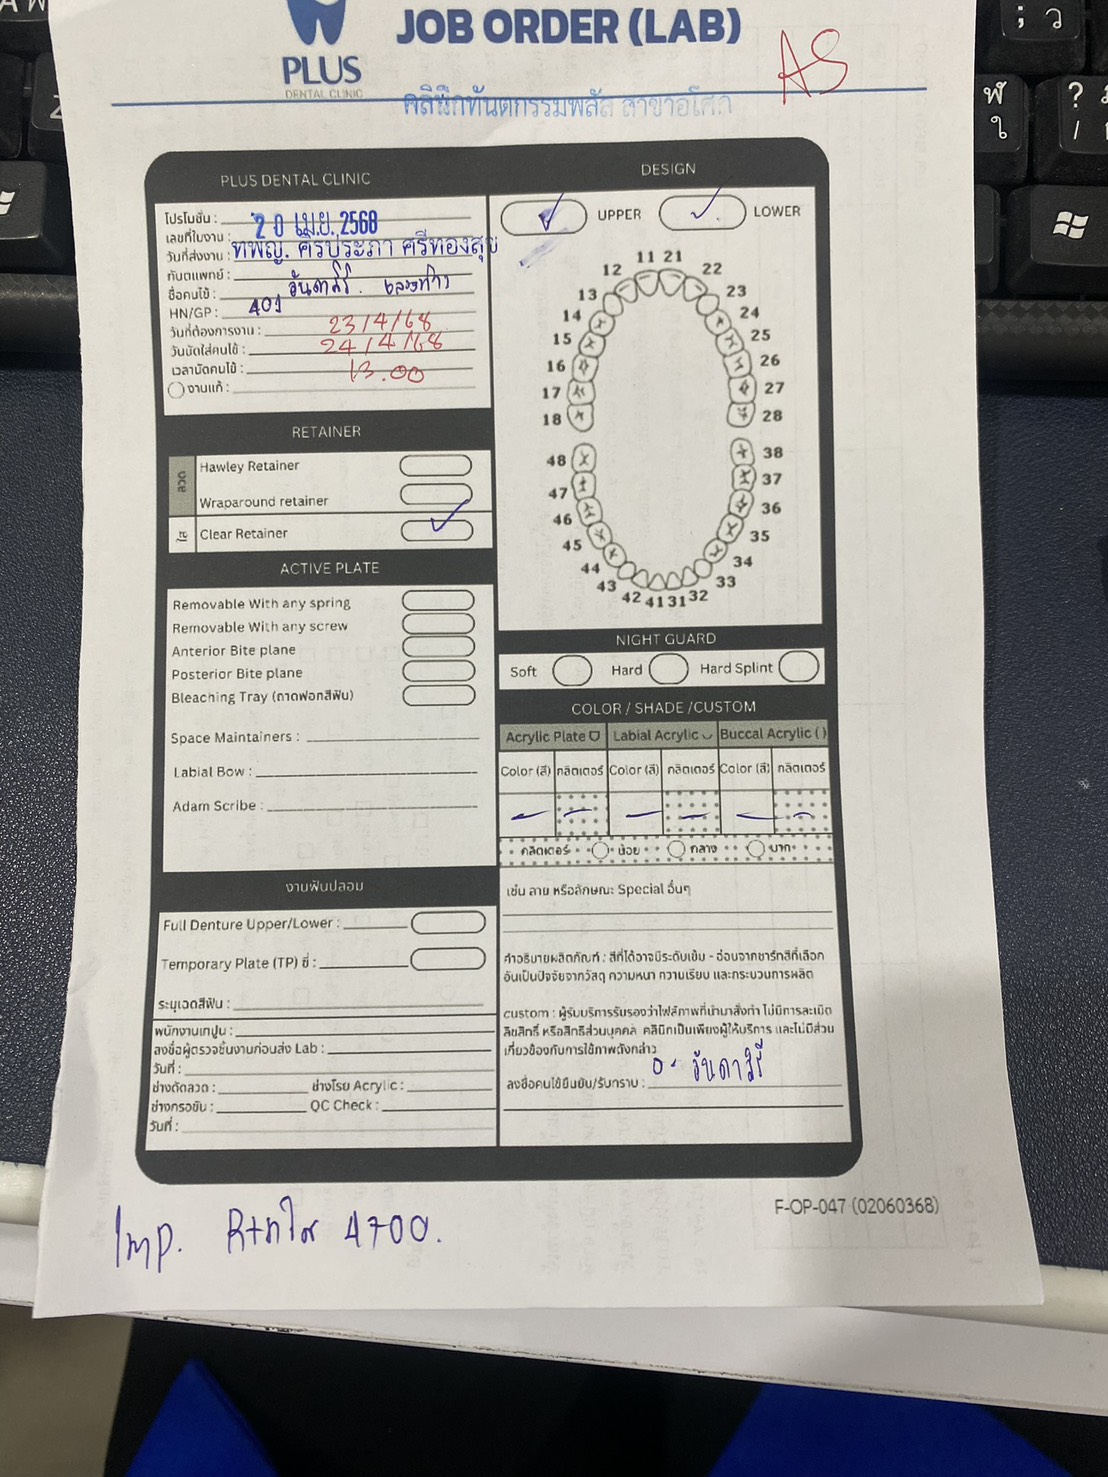 PLUS
DENTAL CLINIC
JOB ORDER (LAB)
AS
คลินิกทันตกรรมพลัส สาขาอโศก
PLUS DENTAL CLINIC
โปรโมชั่น :
เลขที่ใบงาน : 20 เม.ย. 2568
วันที่ส่งงาน : ทพญ. ศิรประภา ศรีทองสุข
ทันตแพทย์ :
ชื่อคนไข้ :
HN/GP : 401
วันที่ต้องการงาน : 23/4/68
วันนัดใส่คนไข้ : 24/4/68
เวลานัดคนไข้ : 13.00
งานแก้ :
DESIGN
UPPER
LOWER
11 21
12 22
13 23
14 24
15 25
16 26
17 27
18 28
48 38
47 37
46 36
45 35
44 34
43 33
42 41 31 32
RETAINER
ลวด
Hawley Retainer
Wraparound retainer
ใส
Clear Retainer
ACTIVE PLATE
Removable With any spring
Removable With any screw
Anterior Bite plane
Posterior Bite plane
Bleaching Tray (ถาดฟอกสีฟัน)
Space Maintainers :
Labial Bow :
Adam Scribe :
NIGHT GUARD
Soft Hard Hard Splint
COLOR / SHADE /CUSTOM
Acrylic Plate Labial Acrylic Buccal Acrylic ( )
Color (สี) กลิตเตอร์ Color (สี) กลิตเตอร์ Color (สี) กลิตเตอร์
กลิตเตอร์ น้อย กลาง มาก
เช่น ลาย หรือลักษณะ Special อื่นๆ
คำอธิบายผลิตภัณฑ์ : สีที่ได้อาจมีระดับเข้ม - อ่อนจากชาร์ทสีที่เลือก
อันเป็นปัจจัยจากวัสดุ ความหนา ความเรียบ และกระบวนการผลิต
custom : ผู้รับบริการรับรองว่าไฟล์ภาพที่นำมาสั่งทำ ไม่มีการละเมิด
ลิขสิทธิ์ หรือสิทธิส่วนบุคคล คลินิกเป็นเพียงผู้ให้บริการ และไม่มีส่วน
เกี่ยวข้องกับการใช้ภาพดังกล่าว
ลงชื่อคนไข้ยืนยัน/รับทราบ :
งานฟันปลอม
Full Denture Upper/Lower :
Temporary Plate (TP) ซี่ :
ระบุเฉดสีฟัน :
พนักงานเทปูน :
ลงชื่อผู้ตรวจชิ้นงานก่อนส่ง Lab :
วันที่ :
ช่างดัดลวด : ช่างโรย Acrylic :
ช่างกรอขัด : QC Check :
วันที่ :
F-OP-047 (02060368)
Imp. Rtnใส 4700.